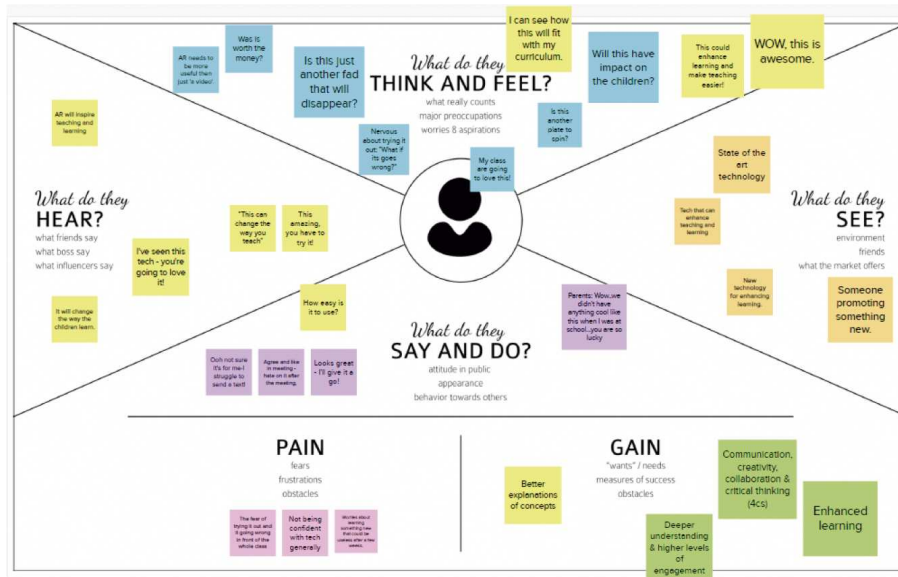 AR needs to
be more
useful then
just 'a video'.
Was is
worth the
money?
Is this just
another fad
that will
disappear?
Nervous
about trying it
out: "What if
its goes
wrong?"
What do they
THINK AND FEEL?
what really counts
major preoccupations
worries & aspirations
I can see how
this will fit
with my
curriculum.
Will this have
impact on
the children?
Is this
another
plate to
spin?
My class
are going
to love this!
This could
enhance
learning and
make teaching
easier!
WOW, this is
awesome.
AR will inspire
teaching and
learning
What do they
HEAR?
what friends say
what boss say
what influencers say
I've seen this
tech - you're
going to love
it!
It will change
the way the
children learn.
"This can
change the
way you
teach"
This
amazing,
you have to
try it!
State of the
art
technology
Tech that can
enhance
teaching and
learning
What do they
SEE?
environment
friends
what the market offers
New
technology
for enhancing
learning.
Someone
promoting
something
new.
How easy
is it to use?
What do they
SAY AND DO?
attitude in public
appearance
behavior towards others
Ooh not sure
it's for me-I
struggle to
send a text!
Agree and like
in meeting -
hate on it after
the meeting.
Looks great
- I'll give it a
go!
Parents: Wow..we
didn't have
anything cool like
this when I was at
school...you are so
lucky
PAIN
fears
frustrations
obstacles
The fear of
trying it out and
it going wrong
in front of the
whole class
Not being
confident
with tech
generally
Worries about
learning
something new
that could be
useless after a few
weeks.
GAIN
"wants" / needs
measures of success
obstacles
Better
explanations
of concepts
Deeper
understanding
& higher levels of
engagement
Communication,
creativity,
collaboration &
critical thinking
(4cs)
Enhanced
learning